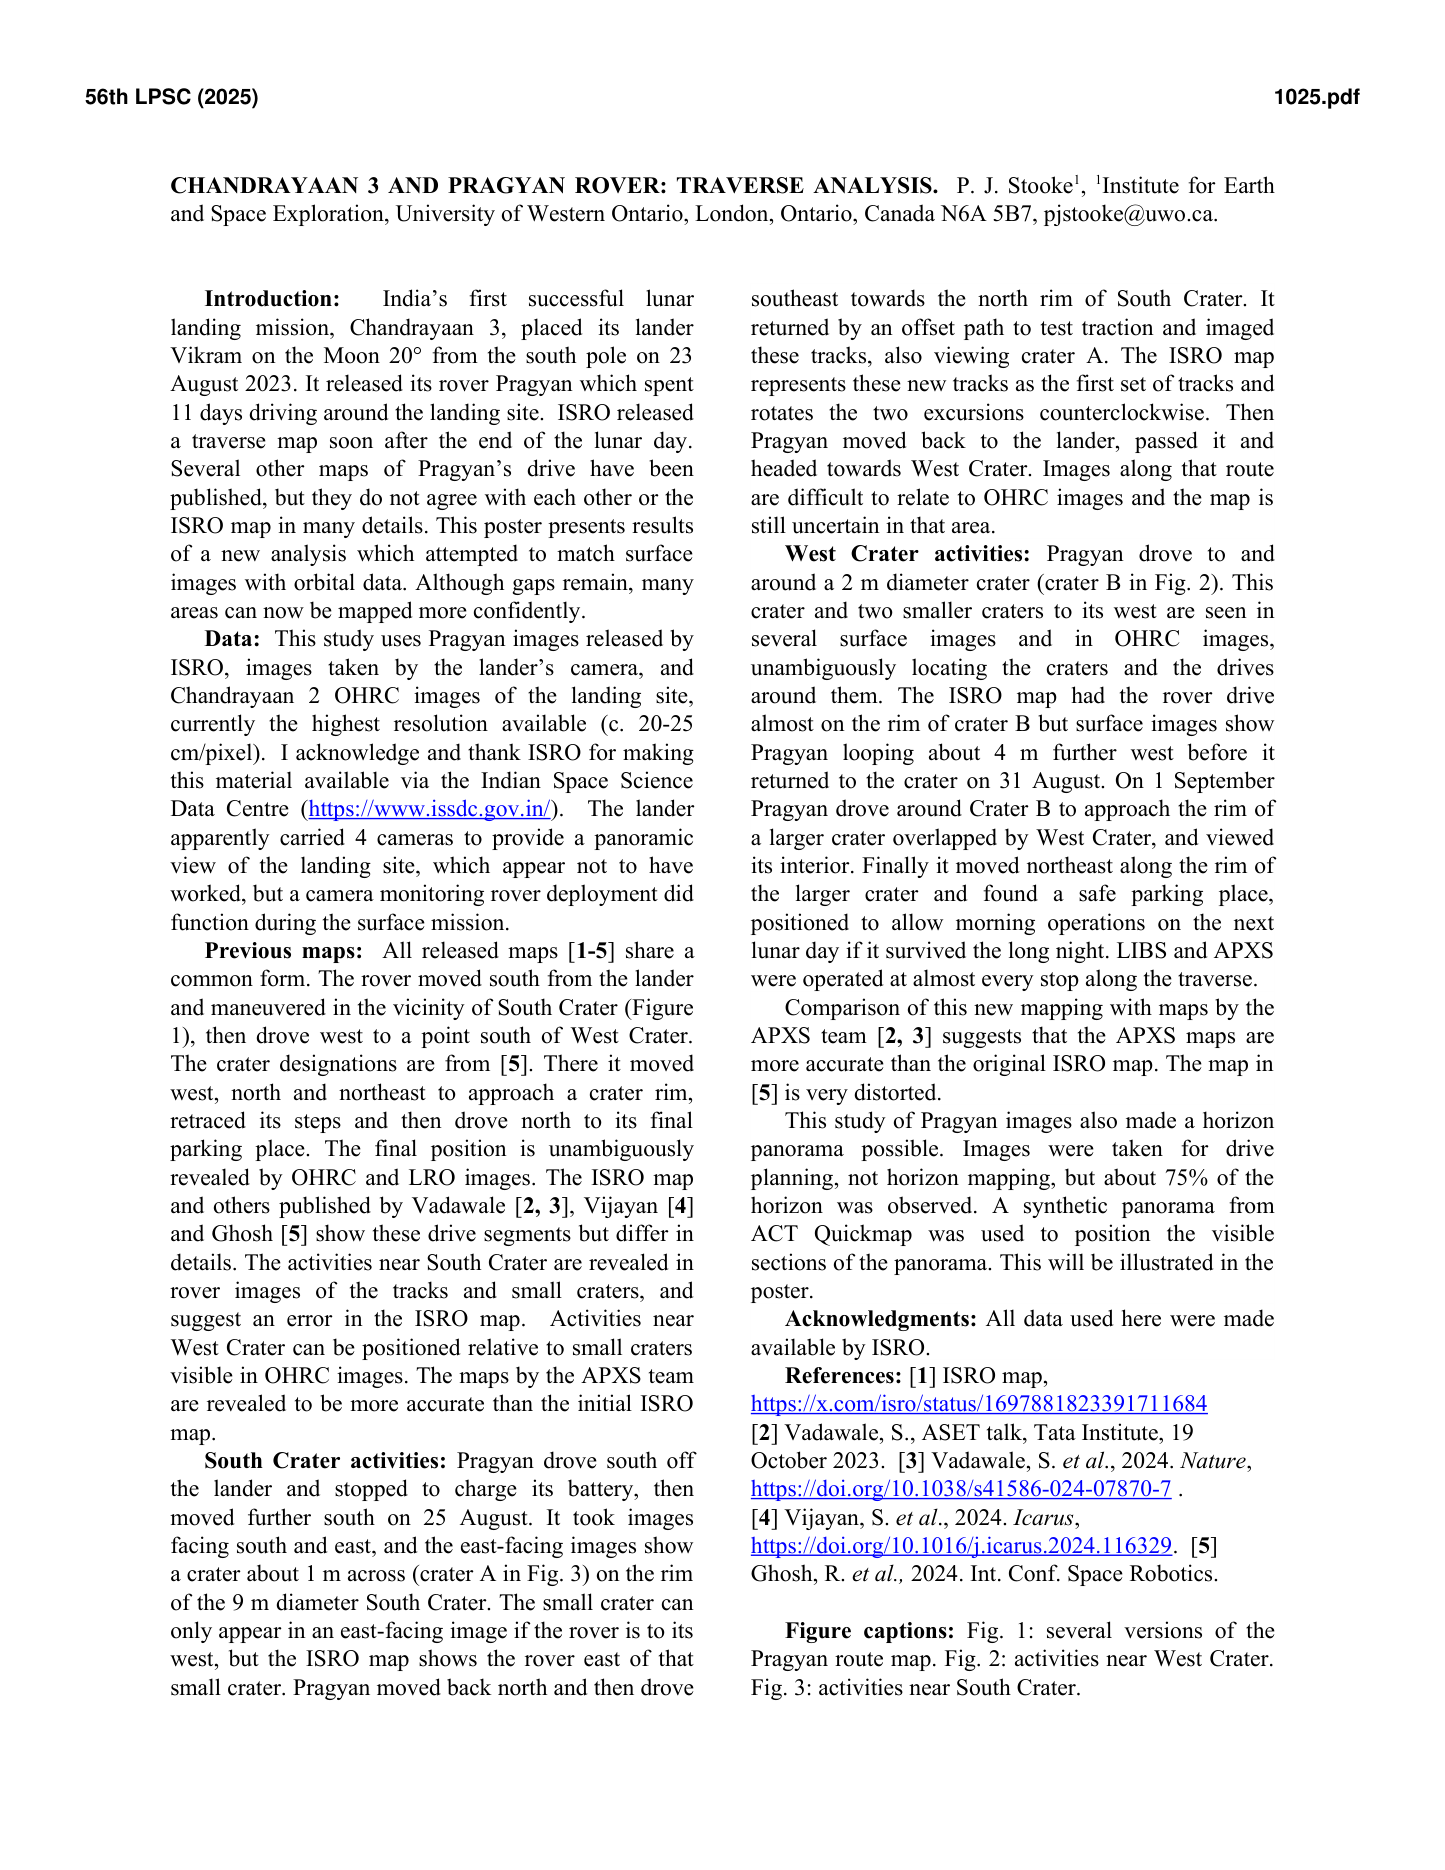 56th LPSC (2025)
1025.pdf
CHANDRAYAAN 3 AND PRAGYAN ROVER: TRAVERSE ANALYSIS. P. J. Stooke1, 1Institute for Earth
and Space Exploration, University of Western Ontario, London, Ontario, Canada N6A 5B7, pjstooke@uwo.ca.
Introduction: India’s first successful lunar
landing mission, Chandrayaan 3, placed its lander
Vikram on the Moon 20° from the south pole on 23
August 2023. It released its rover Pragyan which spent
11 days driving around the landing site. ISRO released
a traverse map soon after the end of the lunar day.
Several other maps of Pragyan’s drive have been
published, but they do not agree with each other or the
ISRO map in many details. This poster presents results
of a new analysis which attempted to match surface
images with orbital data. Although gaps remain, many
areas can now be mapped more confidently.
Data: This study uses Pragyan images released by
ISRO, images taken by the lander’s camera, and
Chandrayaan 2 OHRC images of the landing site,
currently the highest resolution available (c. 20-25
cm/pixel). I acknowledge and thank ISRO for making
this material available via the Indian Space Science
Data Centre (https://www.issdc.gov.in/). The lander
apparently carried 4 cameras to provide a panoramic
view of the landing site, which appear not to have
worked, but a camera monitoring rover deployment did
function during the surface mission.
Previous maps: All released maps [1-5] share a
common form. The rover moved south from the lander
and maneuvered in the vicinity of South Crater (Figure
1), then drove west to a point south of West Crater.
The crater designations are from [5]. There it moved
west, north and northeast to approach a crater rim,
retraced its steps and then drove north to its final
parking place. The final position is unambiguously
revealed by OHRC and LRO images. The ISRO map
and others published by Vadawale [2, 3], Vijayan [4]
and Ghosh [5] show these drive segments but differ in
details. The activities near South Crater are revealed in
rover images of the tracks and small craters, and
suggest an error in the ISRO map. Activities near
West Crater can be positioned relative to small craters
visible in OHRC images. The maps by the APXS team
are revealed to be more accurate than the initial ISRO
map.
South Crater activities: Pragyan drove south off
the lander and stopped to charge its battery, then
moved further south on 25 August. It took images
facing south and east, and the east-facing images show
a crater about 1 m across (crater A in Fig. 3) on the rim
of the 9 m diameter South Crater. The small crater can
only appear in an east-facing image if the rover is to its
west, but the ISRO map shows the rover east of that
small crater. Pragyan moved back north and then drove
southeast towards the north rim of South Crater. It
returned by an offset path to test traction and imaged
these tracks, also viewing crater A. The ISRO map
represents these new tracks as the first set of tracks and
rotates the two excursions counterclockwise. Then
Pragyan moved back to the lander, passed it and
headed towards West Crater. Images along that route
are difficult to relate to OHRC images and the map is
still uncertain in that area.
West Crater activities: Pragyan drove to and
around a 2 m diameter crater (crater B in Fig. 2). This
crater and two smaller craters to its west are seen in
several surface images and in OHRC images,
unambiguously locating the craters and the drives
around them. The ISRO map had the rover drive
almost on the rim of crater B but surface images show
Pragyan looping about 4 m further west before it
returned to the crater on 31 August. On 1 September
Pragyan drove around Crater B to approach the rim of
a larger crater overlapped by West Crater, and viewed
its interior. Finally it moved northeast along the rim of
the larger crater and found a safe parking place,
positioned to allow morning operations on the next
lunar day if it survived the long night. LIBS and APXS
were operated at almost every stop along the traverse.
Comparison of this new mapping with maps by the
APXS team [2, 3] suggests that the APXS maps are
more accurate than the original ISRO map. The map in
[5] is very distorted.
This study of Pragyan images also made a horizon
panorama possible. Images were taken for drive
planning, not horizon mapping, but about 75% of the
horizon was observed. A synthetic panorama from
ACT Quickmap was used to position the visible
sections of the panorama. This will be illustrated in the
poster.
Acknowledgments: All data used here were made
available by ISRO.
References: [1] ISRO map,
https://x.com/isro/status/1697881823391711684
[2] Vadawale, S., ASET talk, Tata Institute, 19
October 2023. [3] Vadawale, S. et al., 2024. Nature,
https://doi.org/10.1038/s41586-024-07870-7 .
[4] Vijayan, S. et al., 2024. Icarus,
https://doi.org/10.1016/j.icarus.2024.116329. [5]
Ghosh, R. et al., 2024. Int. Conf. Space Robotics.
Figure captions: Fig. 1: several versions of the
Pragyan route map. Fig. 2: activities near West Crater.
Fig. 3: activities near South Crater.